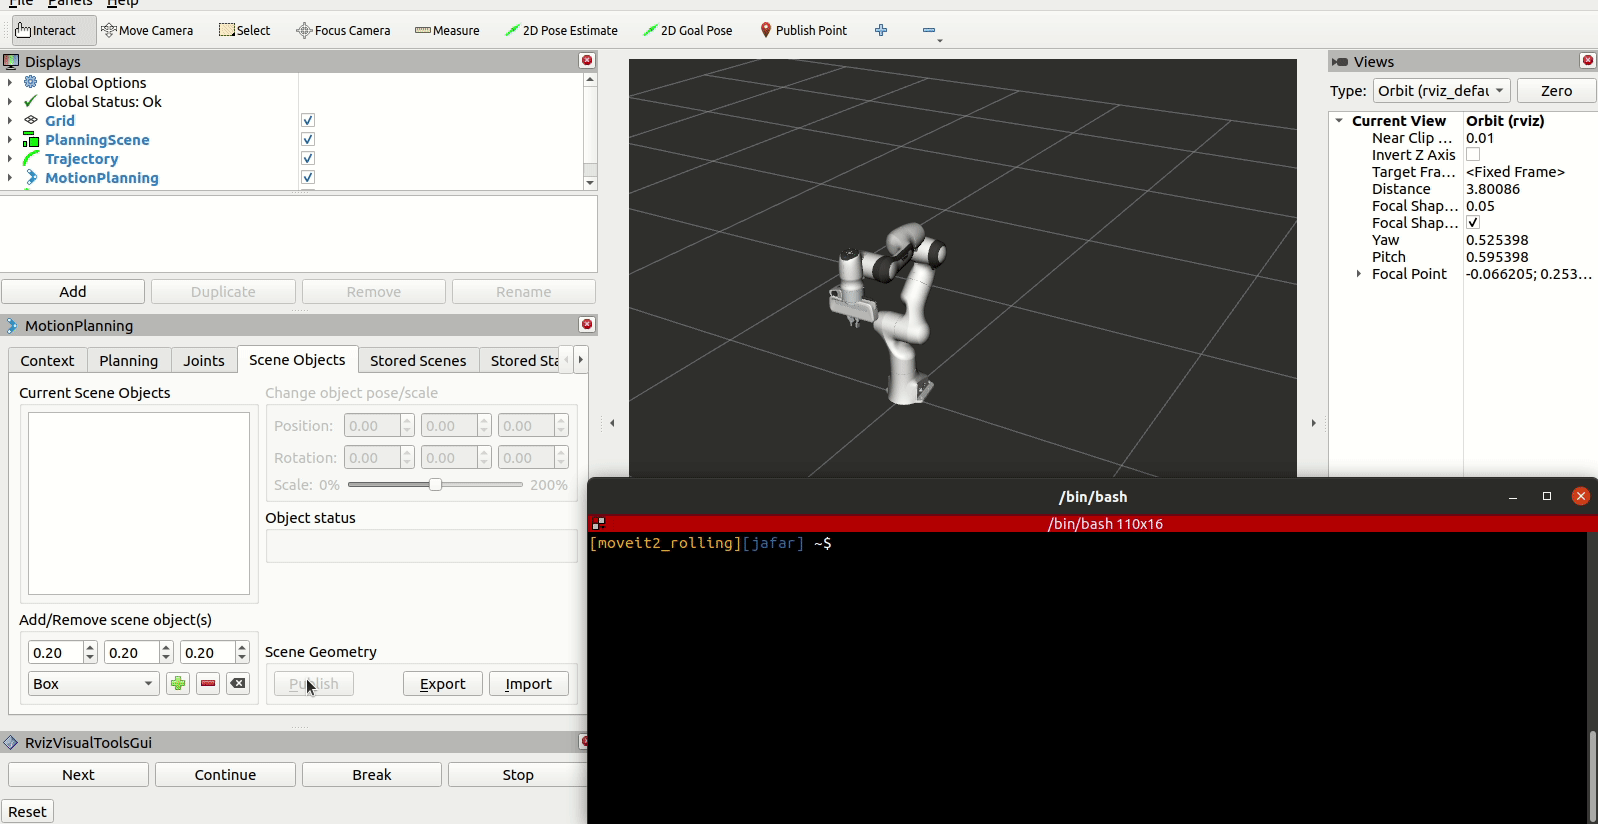 File Panels Help
Interact Move Camera Select Focus Camera Measure 2D Pose Estimate 2D Goal Pose Publish Point
Displays
Global Options
Global Status: Ok
Grid
PlanningScene
Trajectory
MotionPlanning
Add Duplicate Remove Rename
MotionPlanning
Context Planning Joints Scene Objects Stored Scenes Stored Sta
Current Scene Objects
Change object pose/scale
Position: 0.00 0.00 0.00
Rotation: 0.00 0.00 0.00
Scale: 0% 200%
Object status
Add/Remove scene object(s)
0.20 0.20 0.20
Box
Scene Geometry
Publish Export Import
RvizVisualToolsGui
Next Continue Break Stop
Reset
Views
Type: Orbit (rviz_defau Zero
Current View Orbit (rviz)
Near Clip ... 0.01
Invert Z Axis
Target Fra... <Fixed Frame>
Distance 3.80086
Focal Shap... 0.05
Focal Shap...
Yaw 0.525398
Pitch 0.595398
Focal Point -0.066205; 0.253...
/bin/bash
/bin/bash 110x16
[moveit2_rolling][jafar] ~$